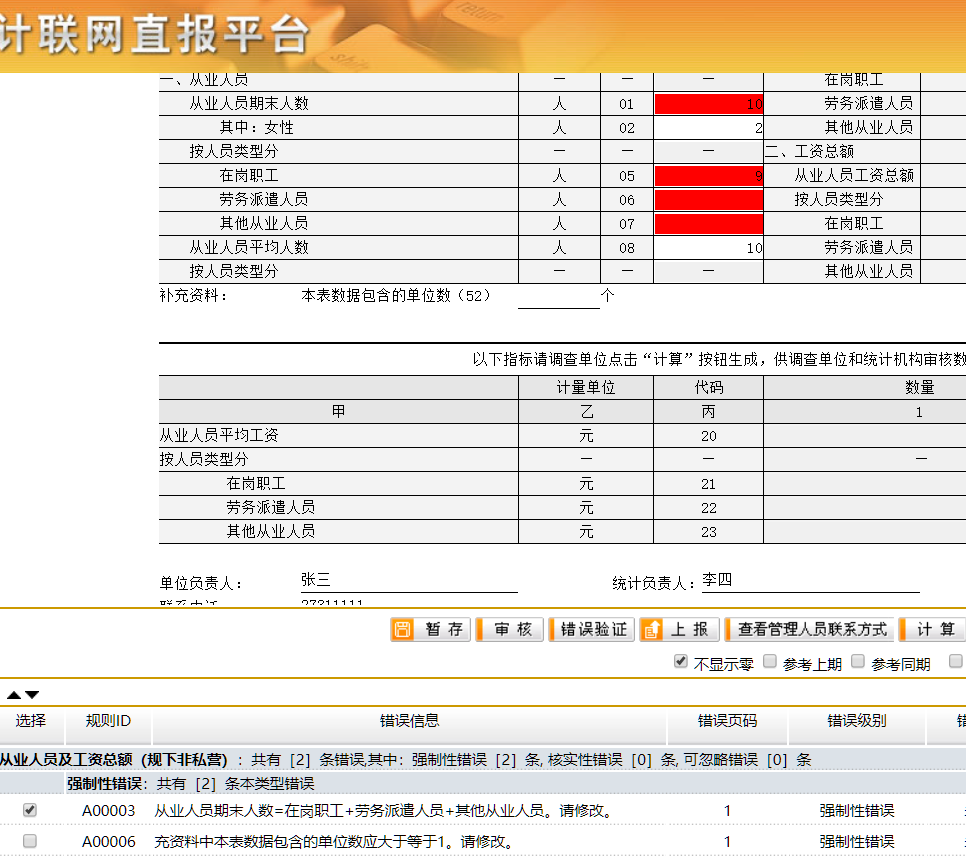 计联网直报平台
return
shift
一、从业人员 — — — 在岗职工
从业人员期末人数 人 01 10 劳务派遣人员
其中：女性 人 02 2 其他从业人员
按人员类型分 — — — 二、工资总额
在岗职工 人 05 9 从业人员工资总额
劳务派遣人员 人 06 按人员类型分
其他从业人员 人 07 在岗职工
从业人员平均人数 人 08 10 劳务派遣人员
按人员类型分 — — — 其他从业人员
补充资料： 本表数据包含的单位数（52） 个
以下指标请调查单位点击“计算”按钮生成，供调查单位和统计机构审核数
计量单位 代码 数量
甲 乙 丙 1
从业人员平均工资 元 20
按人员类型分 — — —
在岗职工 元 21
劳务派遣人员 元 22
其他从业人员 元 23
单位负责人： 张三 统计负责人： 李四
暂 存 审 核 错误验证 上 报 查看管理人员联系方式 计 算
不显示零 参考上期 参考同期
选择 规则ID 错误信息 错误页码 错误级别 错
从业人员及工资总额（规下非私营）：共有 [2] 条错误,其中：强制性错误 [2] 条, 核实性错误 [0] 条, 可忽略错误 [0] 条
强制性错误：共有 [2] 条本类型错误
A00003 从业人员期末人数=在岗职工+劳务派遣人员+其他从业人员。请修改。 1 强制性错误
A00006 充资料中本表数据包含的单位数应大于等于1。请修改。 1 强制性错误